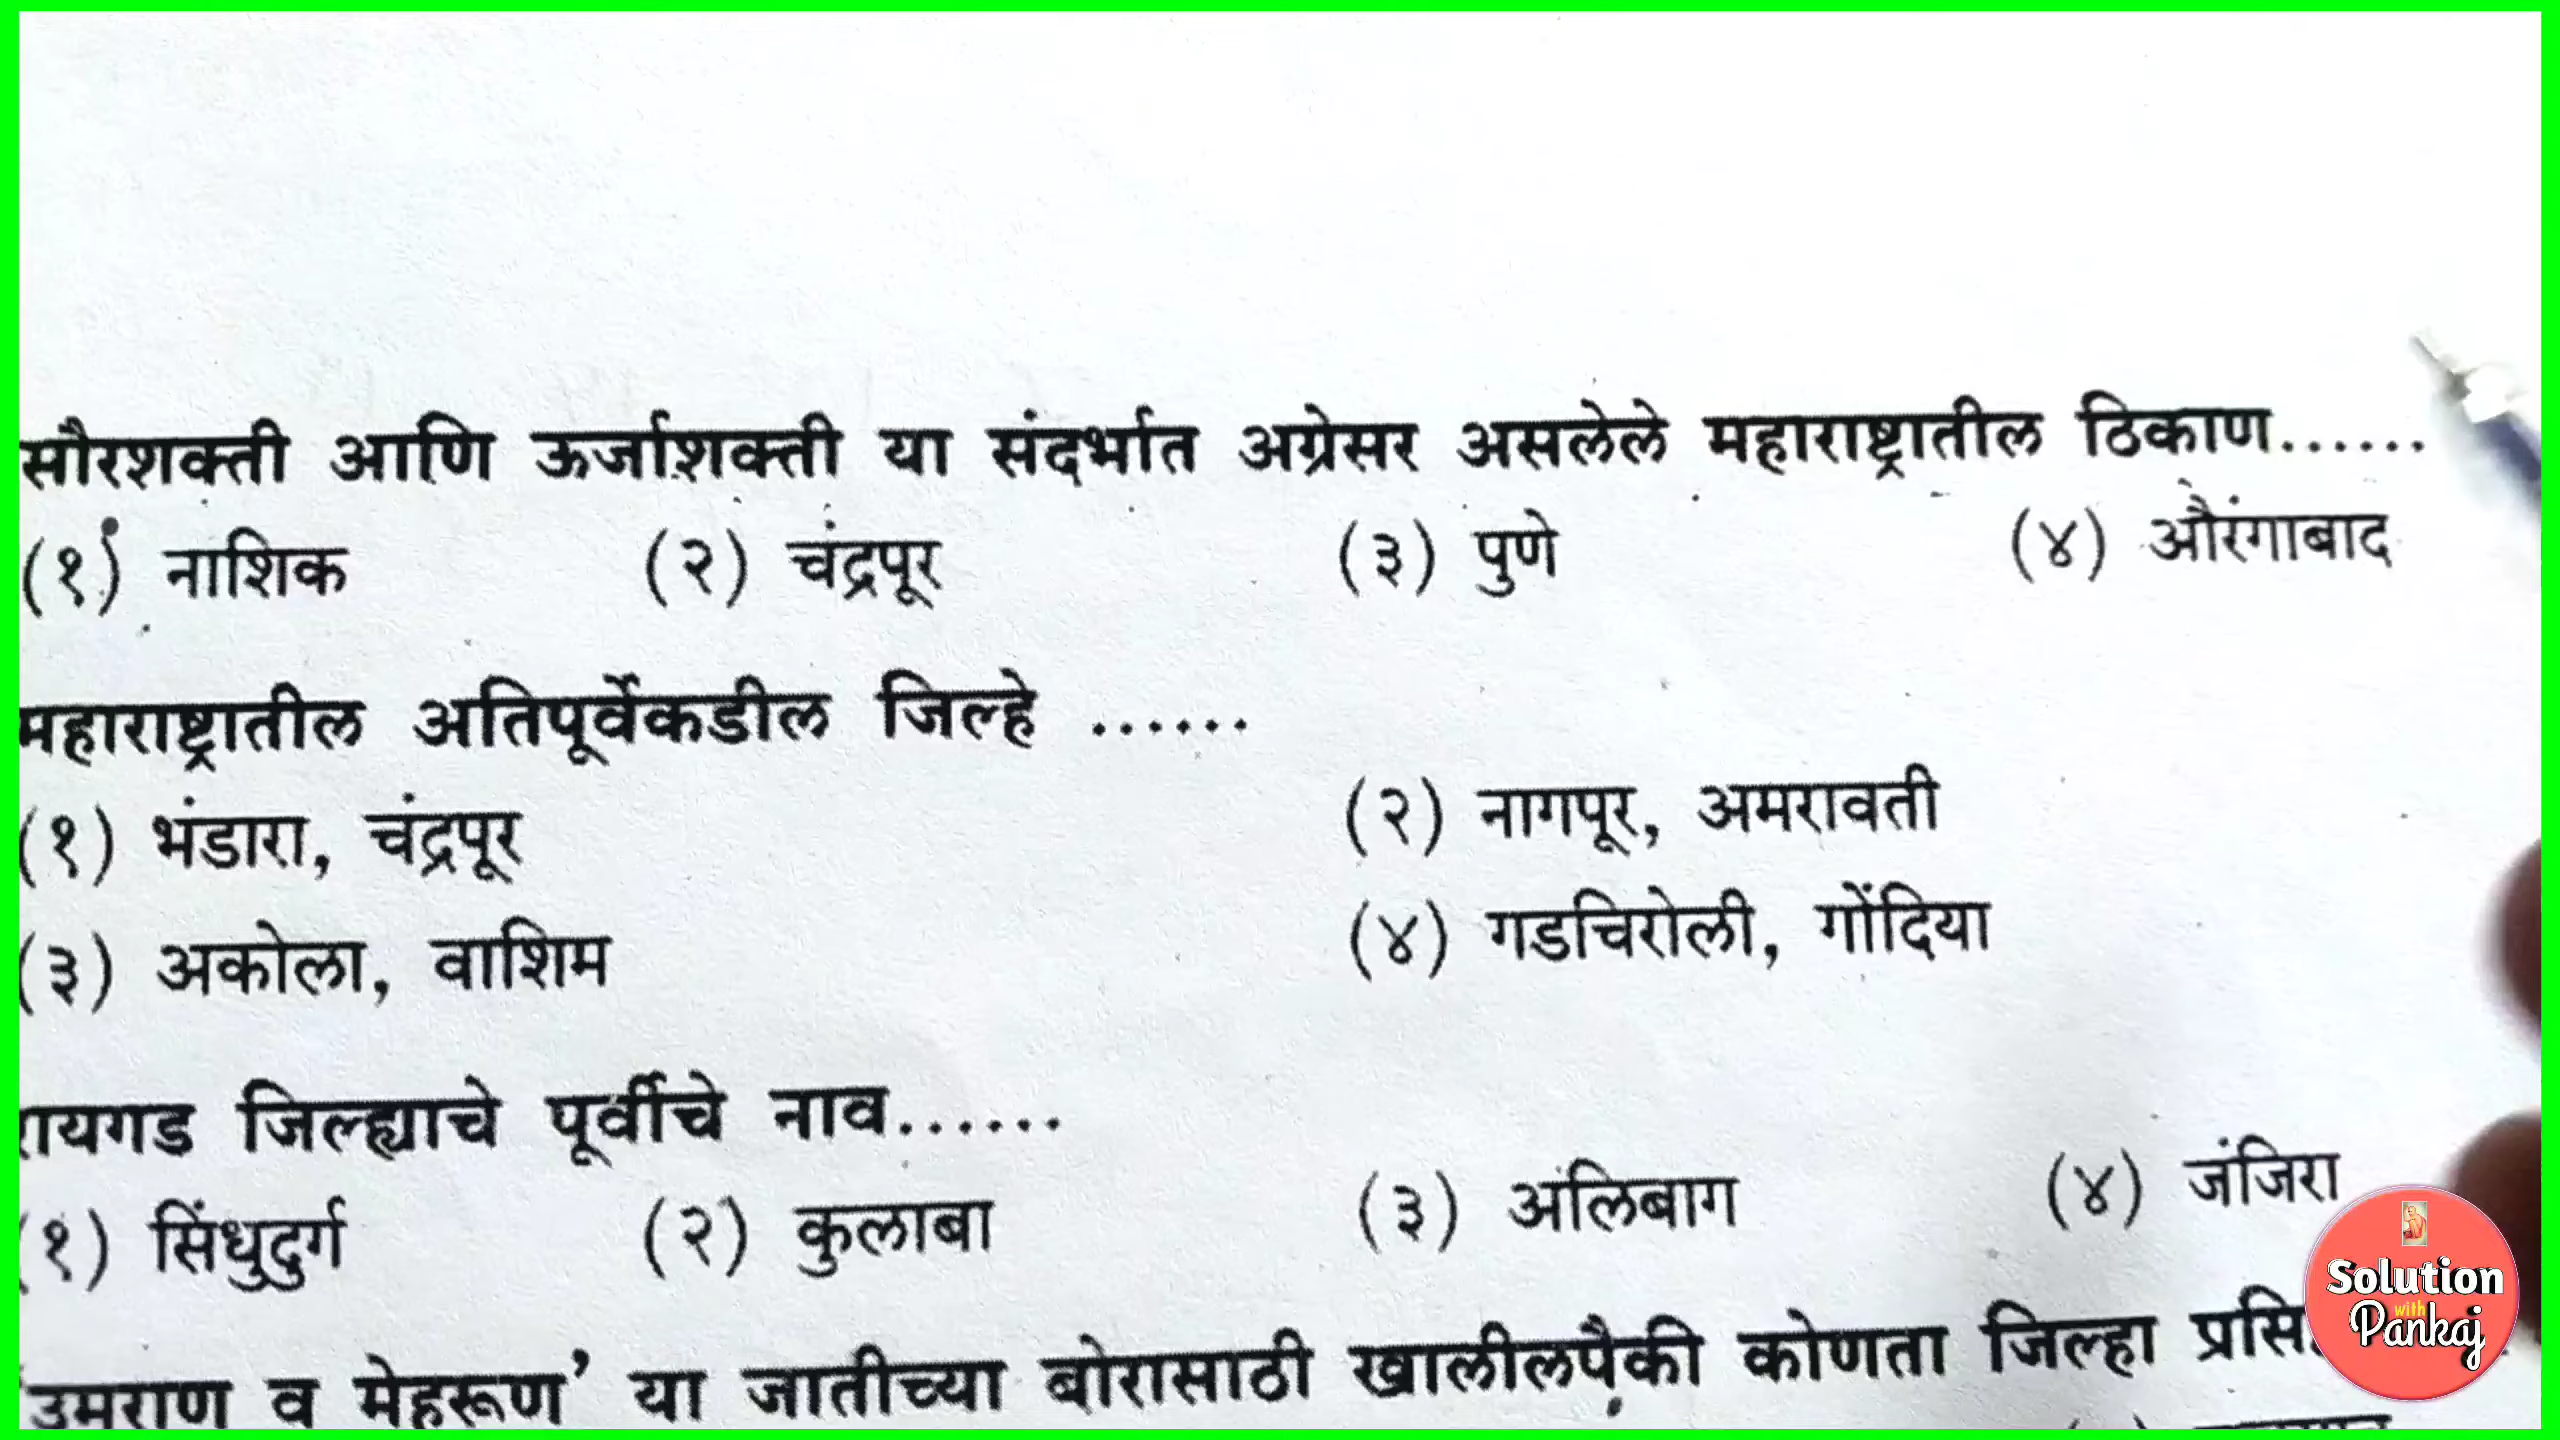 सौरशक्ती आणि ऊर्जाशक्ती या संदर्भात अग्रेसर असलेले महाराष्ट्रातील ठिकाण......
(१) नाशिक (२) चंद्रपूर (३) पुणे (४) औरंगाबाद
महाराष्ट्रातील अतिपूर्वेकडील जिल्हे ......
(१) भंडारा, चंद्रपूर (२) नागपूर, अमरावती
(३) अकोला, वाशिम (४) गडचिरोली, गोंदिया
रायगड जिल्ह्याचे पूर्वीचे नाव......
(१) सिंधुदुर्ग (२) कुलाबा (३) अलिबाग (४) जंजिरा
उमराण व मेहरूण’ या जातीच्या बोरासाठी खालीलपैकी कोणता जिल्हा
Solution
with
Pankaj